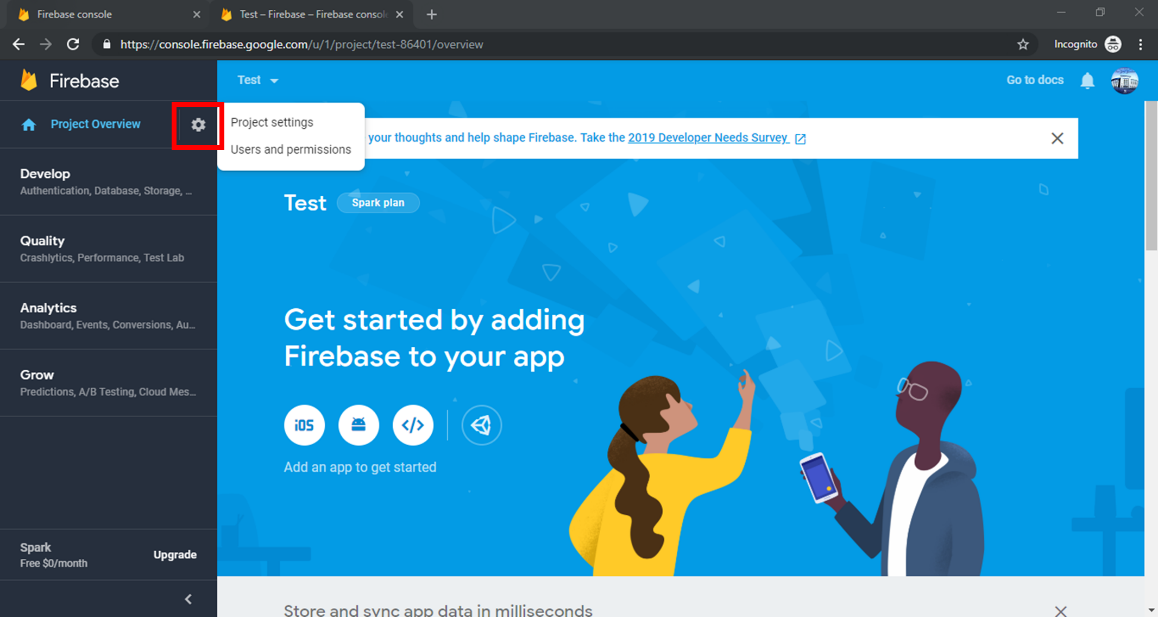 Firebase console
Test – Firebase – Firebase consol
https://console.firebase.google.com/u/1/project/test-86401/overview
Incognito
Firebase
Test
Go to docs
Project Overview
Project settings
Users and permissions
your thoughts and help shape Firebase. Take the 2019 Developer Needs Survey
Develop
Authentication, Database, Storage, ...
Test
Spark plan
Quality
Crashlytics, Performance, Test Lab
Analytics
Dashboard, Events, Conversions, Au...
Get started by adding
Firebase to your app
Grow
Predictions, A/B Testing, Cloud Mes...
iOS
Add an app to get started
Spark
Free $0/month
Upgrade
Store and sync app data in milliseconds